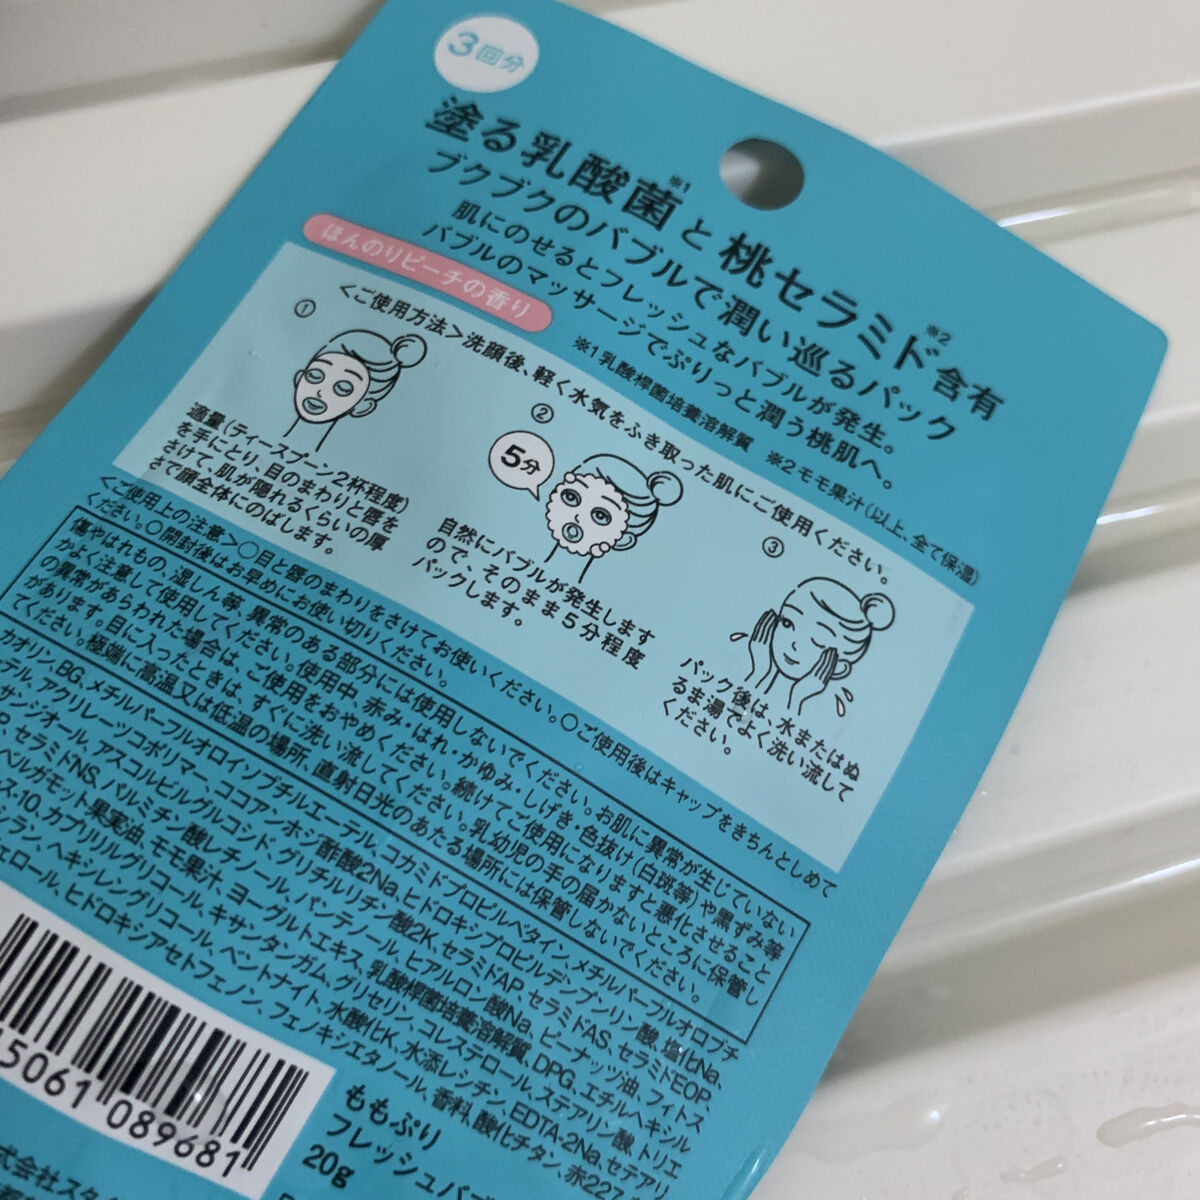 3回分
塗る乳酸菌※1と桃セラミド※2含有
ブクブクのバブルで潤い巡るパック
肌にのせるとフレッシュなバブルが発生。
バブルのマッサージでぷりっと潤う桃肌へ。
ほんのりピーチの香り
※1乳酸桿菌培養溶解質 ※2モモ果汁(以上、全て保湿)
<ご使用方法>洗顔後、軽く水気をふき取った肌にご使用ください。
①
適量(ティースプーン2杯程度)
を手にとり、目のまわりと唇を
さけて、肌が隠れるくらいの厚
さで顔全体にのばします。
②
5分
自然にバブルが発生します
ので、そのまま5分程度
パックします。
③
パック後は、水またはぬ
るま湯でよく洗い流して
ください。
<ご使用上の注意>○目と唇のまわりをさけてお使いください。○ご使用後はキャップをきちんとしめて
ください。○開封後はお早めにお使い切りください。
傷やはれもの、湿しん等、異常のある部分には使用しないでください。お肌に異常が生じていない
かよく注意して使用してください。使用中、赤み・はれ・かゆみ・しげき・色抜け(白斑等)や黒ずみ等
の異常があらわれた場合は、ご使用をおやめください。続けてご使用になりますと悪化させること
があります。目に入ったときは、すぐに洗い流してください。乳幼児の手の届かないところに保管し
てください。極端に高温又は低温の場所、直射日光のあたる場所には保管しないでください。
カオリン、BG、メチルパーフルオロイソブチルエーテル、コカミドプロピルベタイン、メチルパーフルオロブチ
ーテル、アクリレーツコポリマー、ココアンホジ酢酸2Na、ヒドロキシプロピルデンプンリン酸、塩化Na、
サンジオール、アスコルビルグルコシド、グリチルリチン酸2K、セラミドAP、セラミドAS、セラミドEOP、
P、セラミドNS、パルミチン酸レチノール、パンテノール、ヒアルロン酸Na、ピーナッツ油、フィトス
ベルガモット果実油、モモ果汁、ヨーグルトエキス、乳酸桿菌培養溶解質、DPG、エチルヘキシル
ス-10、カプリリルグリコール、キサンタンガム、グリセリン、コレステロール、ステアリン酸、トリエ
シラン、ヘキシレングリコール、ベントナイト、水酸化K、水添レシチン、EDTA-2Na、セテアリ
フェロール、ヒドロキシアセトフェノン、フェノキシエタノール、香料、酸化チタン、赤227
5061 089681
ももぷり
フレッシュバブ
20g
式会社スタイ